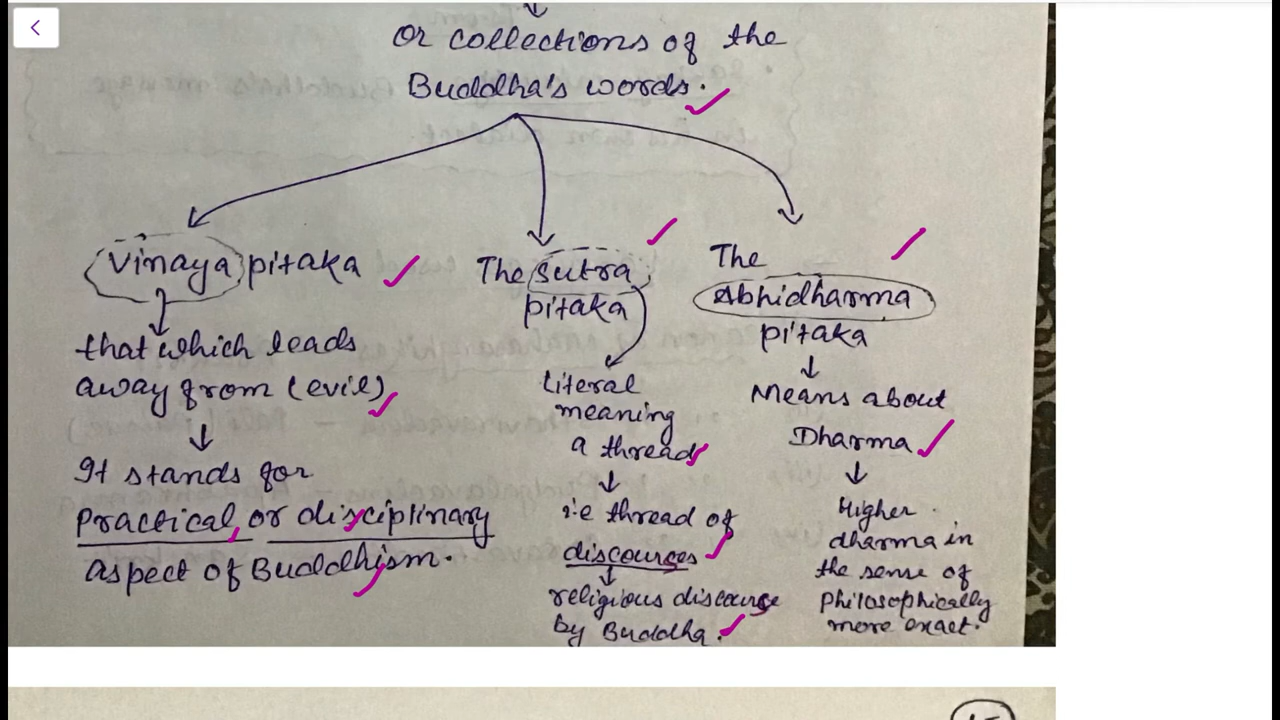 or collections of the
Buddha's words.
Vinaya pitaka
that which leads
away from (evil)
It stands for
practical, or disciplinary
aspect of Buddhism.
The sutra
pitaka
literal
meaning
a thread
i.e thread of
discourses
religious discourse
by Buddha.
The
Abhidharma
pitaka
Means about
Dharma
Higher
dharma in
the sense of
philosophically
more exact.